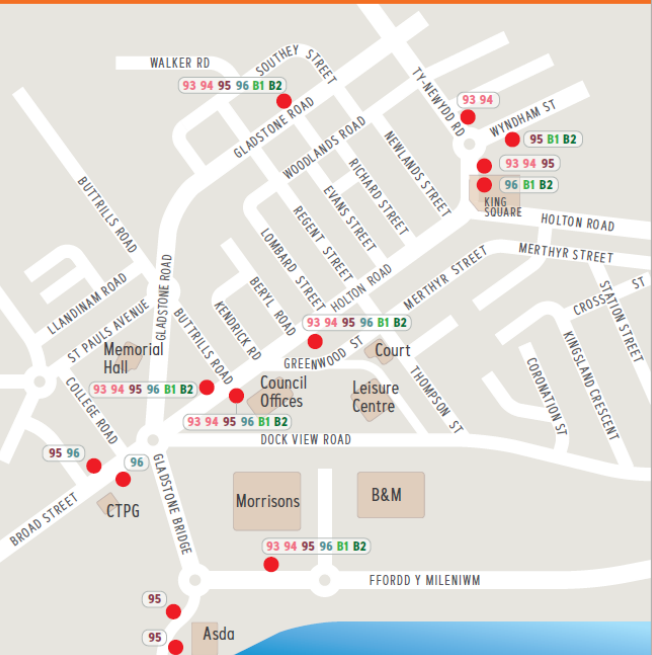 WALKER RD
SOUTHEY STREET
93 94 95 96 B1 B2
TY-NEWYDD RD
93 94
WYNDHAM ST
95 B1 B2
GLADSTONE ROAD
WOODLANDS ROAD
NEWLANDS STREET
93 94 95
96 B1 B2
KING
SQUARE
RICHARD STREET
EVANS STREET
REGENT STREET
LOMBARD STREET
BUTTRILLS ROAD
HOLTON ROAD
MERTHYR STREET
HOLTON ROAD
MERTHYR STREET
BERYL ROAD
KENDRICK RD
GLADSTONE ROAD
LLANDINAM ROAD
ST PAULS AVENUE
BUTTRILLS ROAD
CROSS ST
STATION STREET
93 94 95 96 B1 B2
GREENWOOD ST
Court
Memorial
Hall
KINGSLAND CRESCENT
CORONATION ST
THOMPSON ST
93 94 95 96 B1 B2
Council
Offices
Leisure
Centre
COLLEGE ROAD
93 94 95 96 B1 B2
DOCK VIEW ROAD
95 96
96
GLADSTONE BRIDGE
BROAD STREET
CTPG
Morrisons
B&M
93 94 95 96 B1 B2
FFORDD Y MILENIWM
95
95
Asda